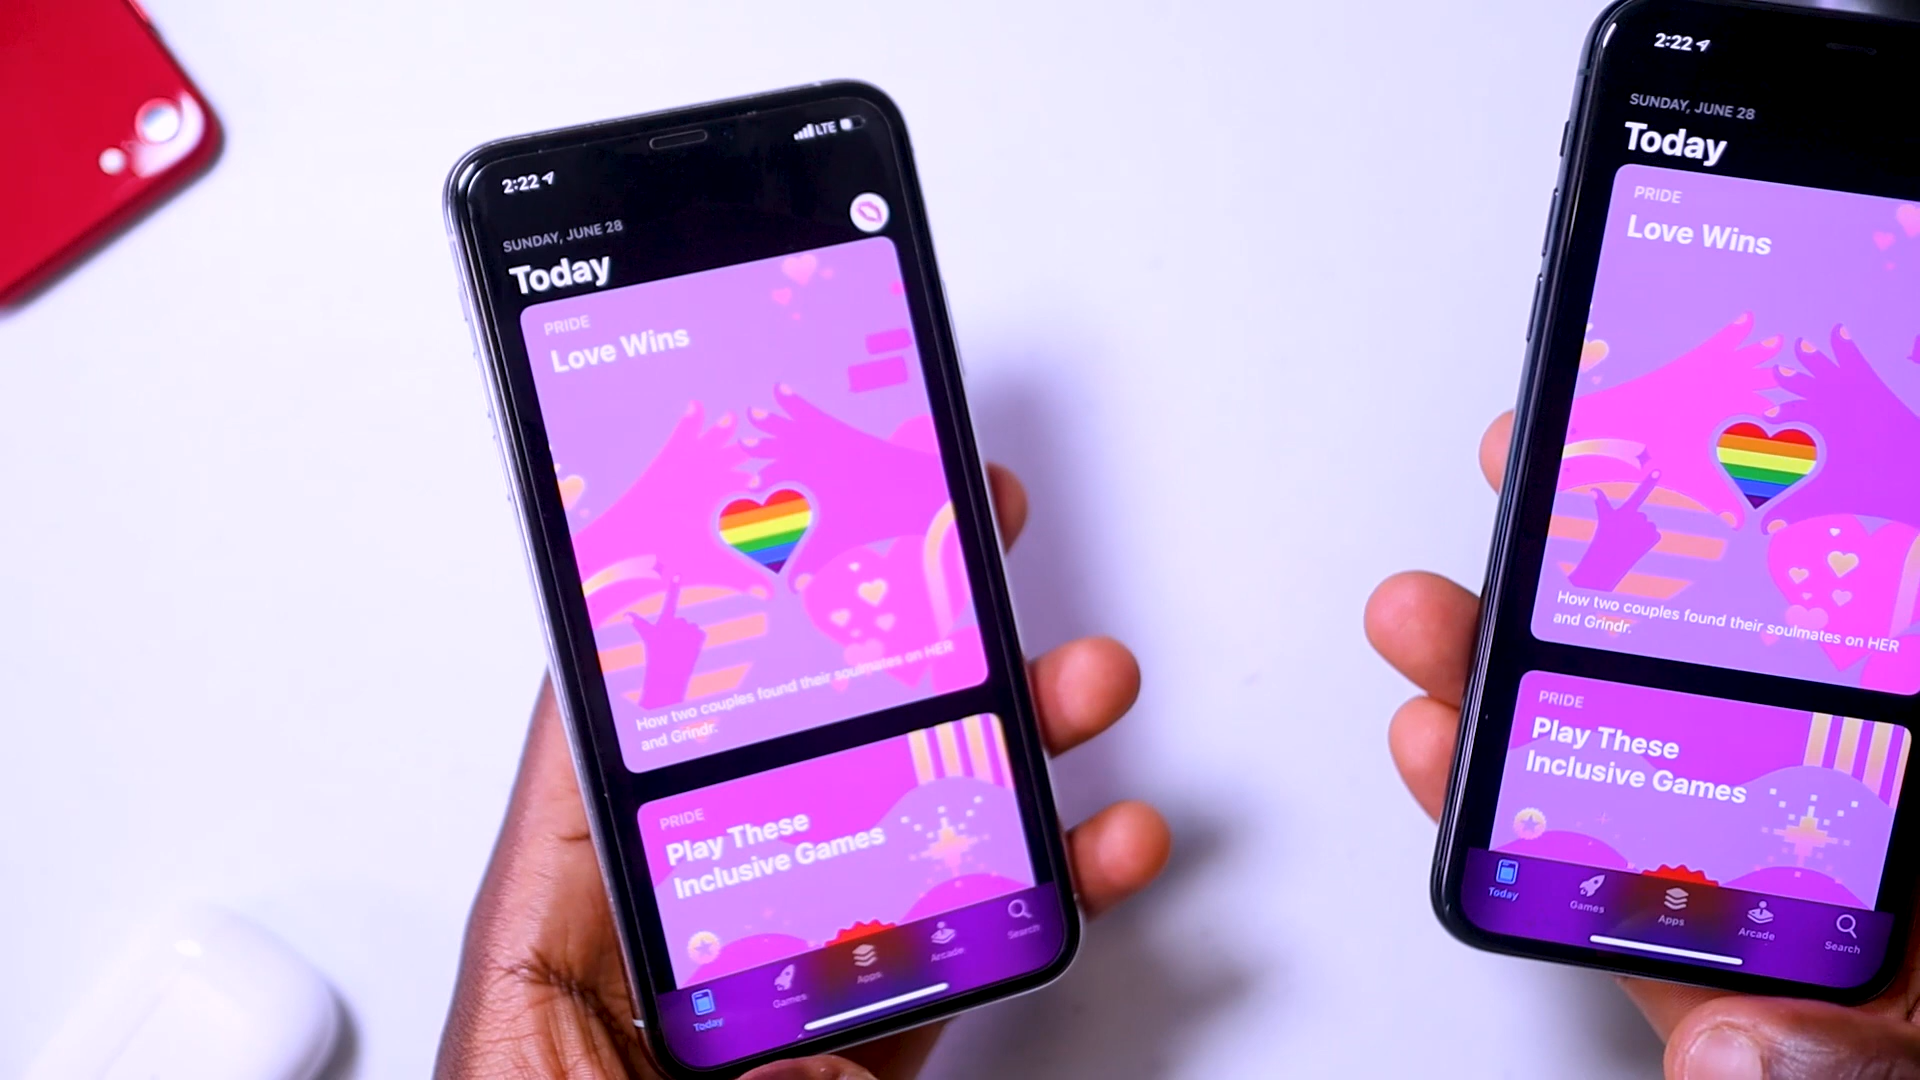 2:22
LTE
SUNDAY, JUNE 28
Today
PRIDE
Love Wins
How two couples found their soulmates on HER
and Grindr.
PRIDE
Play These
Inclusive Games
Today
Games
Apps
Arcade
Search
2:22
SUNDAY, JUNE 28
Today
PRIDE
Love Wins
How two couples found their soulmates on HER
and Grindr.
PRIDE
Play These
Inclusive Games
Today
Games
Apps
Arcade
Search